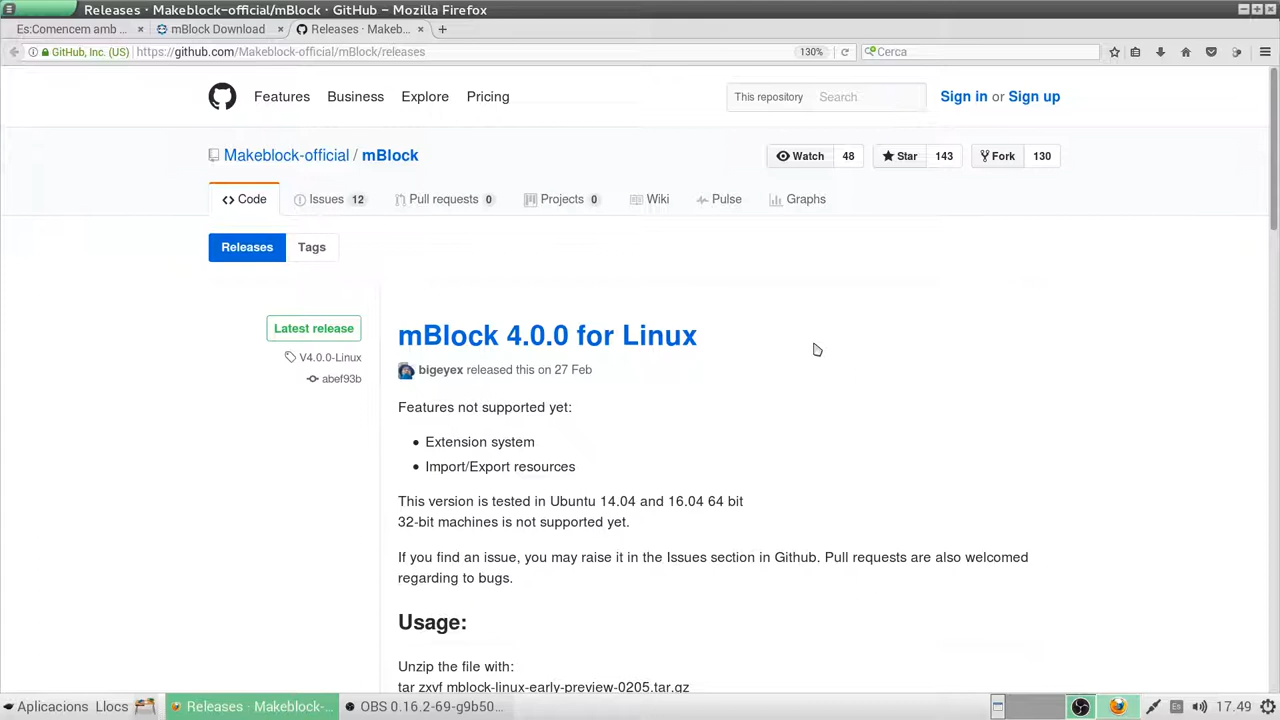 Releases · Makeblock-official/mBlock · GitHub – Mozilla Firefox
Es:Comencem amb ... × mBlock Download × Releases · Makeb... × +
GitHub, Inc. (US) https://github.com/Makeblock-official/mBlock/releases 130% Cerca
Features Business Explore Pricing This repository Search Sign in or Sign up
Makeblock-official / mBlock Watch 48 Star 143 Fork 130
Code Issues 12 Pull requests 0 Projects 0 Wiki Pulse Graphs
Releases Tags
Latest release
V4.0.0-Linux
abef93b
mBlock 4.0.0 for Linux
bigeyex released this on 27 Feb
Features not supported yet:
• Extension system
• Import/Export resources
This version is tested in Ubuntu 14.04 and 16.04 64 bit
32-bit machines is not supported yet.
If you find an issue, you may raise it in the Issues section in Github. Pull requests are also welcomed
regarding to bugs.
Usage:
Unzip the file with:
tar zxvf mblock-linux-early-preview-0205.tar.gz
Aplicacions Llocs Releases · Makeblock-... OBS 0.16.2-69-g9b50... Es 17.49